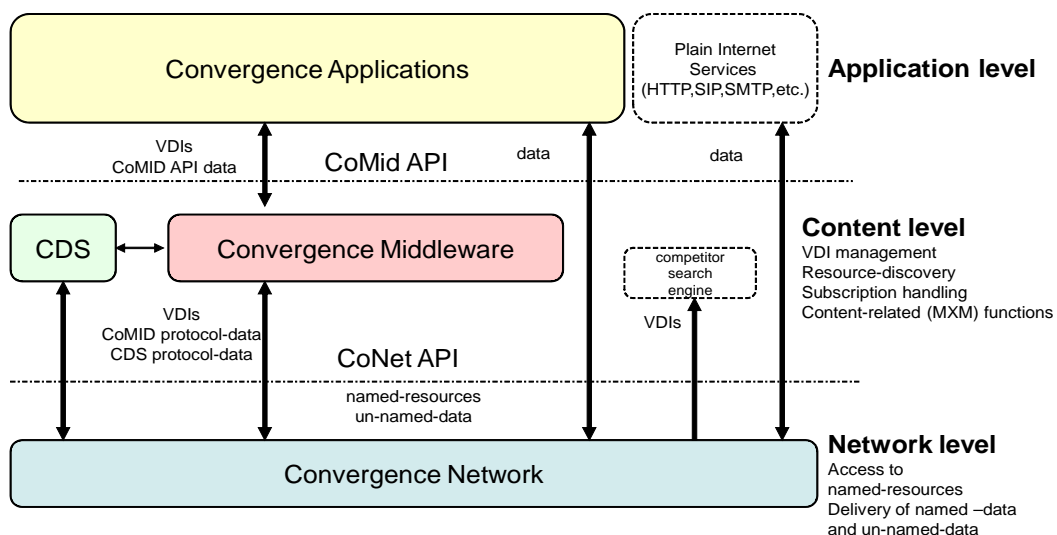 Convergence Applications
Plain Internet
Services
(HTTP,SIP,SMTP,etc.)
Application level
VDIs
CoMID API data
CoMid API
data
data
CDS
Convergence Middleware
competitor
search
engine
Content level
VDI management
Resource-discovery
Subscription handling
Content-related (MXM) functions
VDIs
CoMID protocol-data
CDS protocol-data
VDIs
CoNet API
named-resources
un-named-data
Convergence Network
Network level
Access to
named-resources
Delivery of named –data
and un-named-data